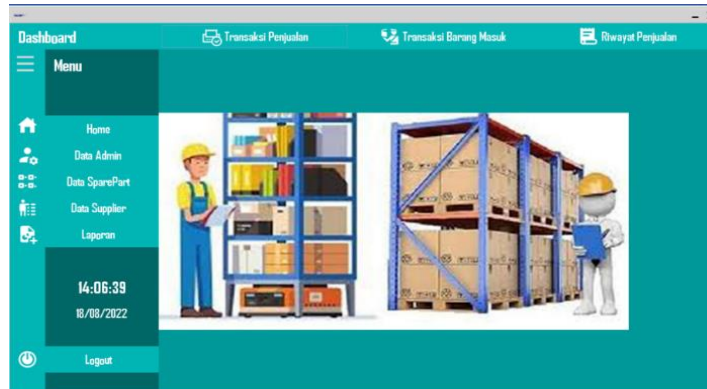 Dashboard
Transaksi Penjualan
Transaksi Barang Masuk
Riwayat Penjualan
Menu
Home
Data Admin
Data SparePart
Data Supplier
Laporan
14:06:39
18/08/2022
Logout